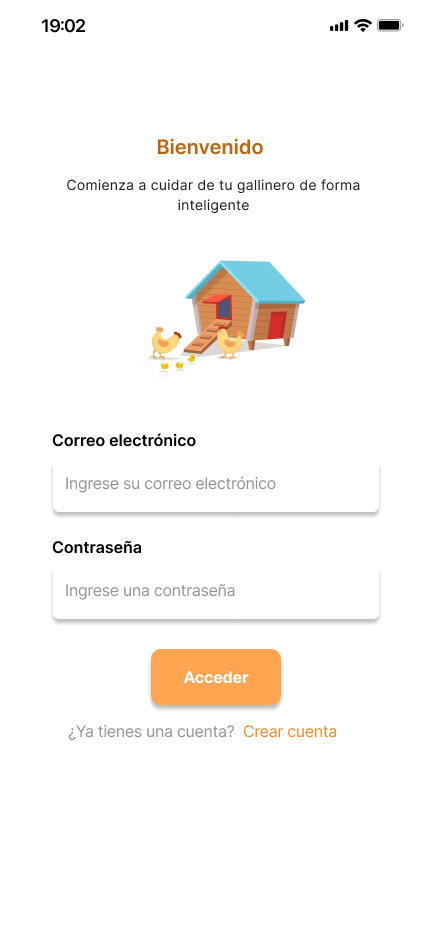 19:02
Bienvenido
Comienza a cuidar de tu gallinero de forma
inteligente
Correo electrónico
Ingrese su correo electrónico
Contraseña
Ingrese una contraseña
Acceder
¿Ya tienes una cuenta? Crear cuenta